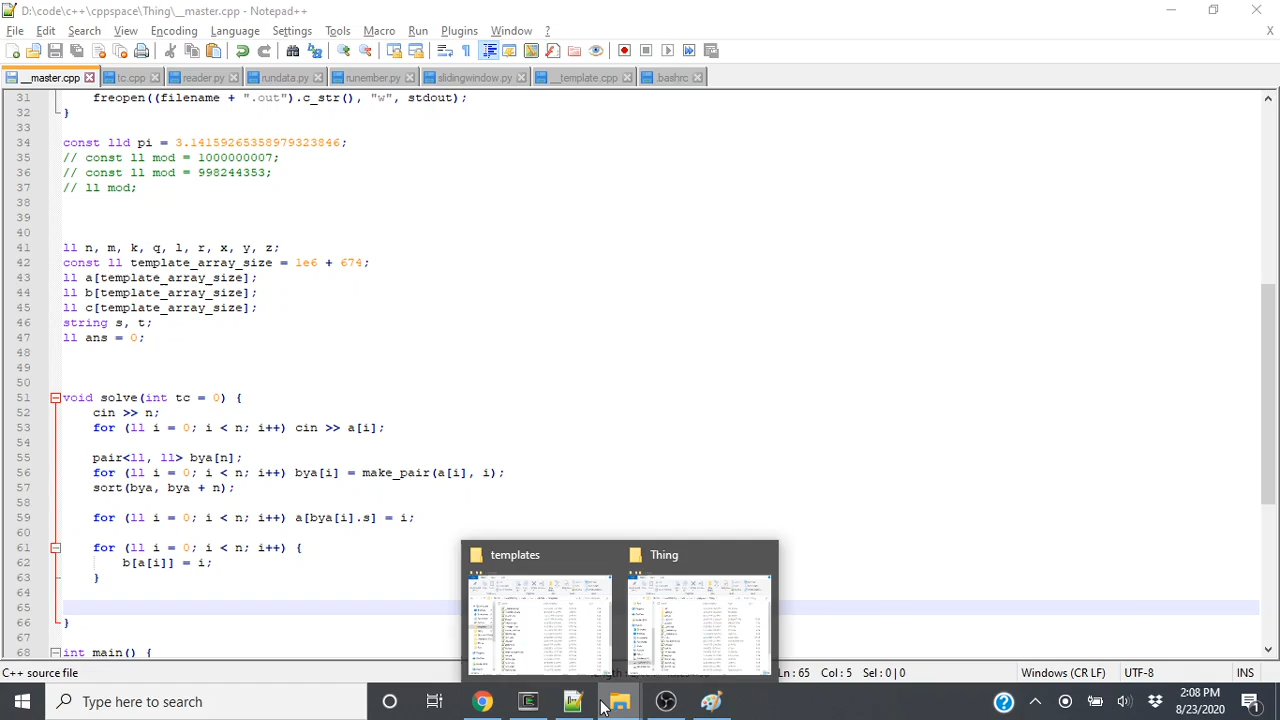 D:\code\c++\cppspace\Thing\__master.cpp - Notepad++
File Edit Search View Encoding Language Settings Tools Macro Run Plugins Window ? X
__master.cpp tc.cpp reader.py rundata.py runember.py slidingwindow.py __template.cpp .bashrc
31 freopen((filename + ".out").c_str(), "w", stdout);
32 }
33
34 const lld pi = 3.14159265358979323846;
35 // const ll mod = 1000000007;
36 // const ll mod = 998244353;
37 // ll mod;
38
39
40
41 ll n, m, k, q, l, r, x, y, z;
42 const ll template_array_size = 1e6 + 674;
43 ll a[template_array_size];
44 ll b[template_array_size];
45 ll c[template_array_size];
46 string s, t;
47 ll ans = 0;
48
49
50
51 void solve(int tc = 0) {
52 cin >> n;
53 for (ll i = 0; i < n; i++) cin >> a[i];
54
55 pair<ll, ll> bya[n];
56 for (ll i = 0; i < n; i++) bya[i] = make_pair(a[i], i);
57 sort(bya, bya + n);
58
59 for (ll i = 0; i < n; i++) a[bya[i].s] = i;
60
61 for (ll i = 0; i < n; i++) {
62 b[a[i]] = i;
63 }
64
65
66 }
67
68 int main() {
templates Thing
Ln:65 Col:5 Sel:0|0 Windows (CR LF) UTF-8 INS
Type here to search
2:08 PM
8/23/2020
1